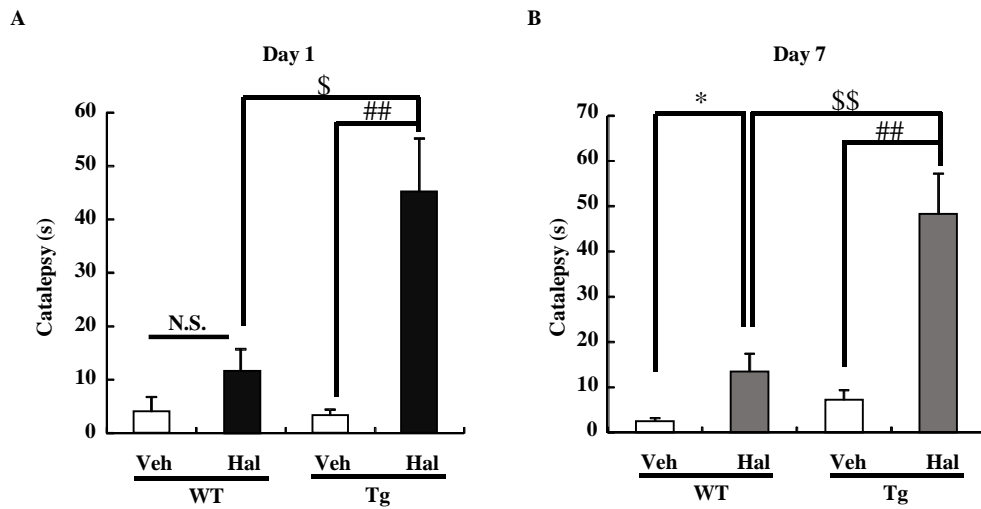 A
Day 1
$
##
60
50
40
30
20
10
0
Catalepsy (s)
N.S.
Veh Hal Veh Hal
WT Tg
B
Day 7
* $$
##
70
60
50
40
30
20
10
0
Catalepsy (s)
Veh Hal Veh Hal
WT Tg